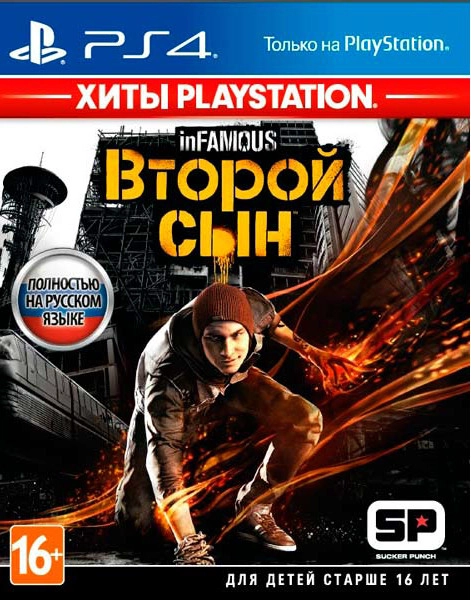 PS4
Только на PlayStation®
ХИТЫ PLAYSTATION®
inFAMOUS
Второй
сын™
ПОЛНОСТЬЮ
НА РУССКОМ
ЯЗЫКЕ
SP
SUCKER PUNCH
16+
ДЛЯ ДЕТЕЙ СТАРШЕ 16 ЛЕТ